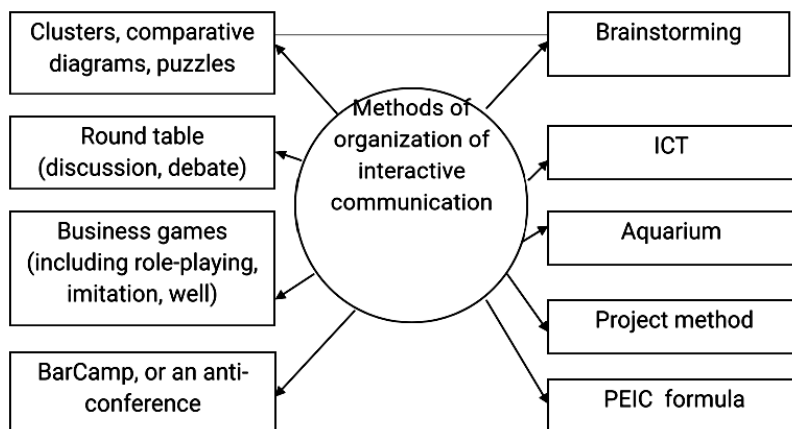 Clusters, comparative
diagrams, puzzles
Brainstorming
Methods of
organization of
interactive
communication
Round table
(discussion, debate)
ICT
Business games
(including role-playing,
imitation, well)
Aquarium
Project method
BarCamp, or an anti-
conference
PEIC formula